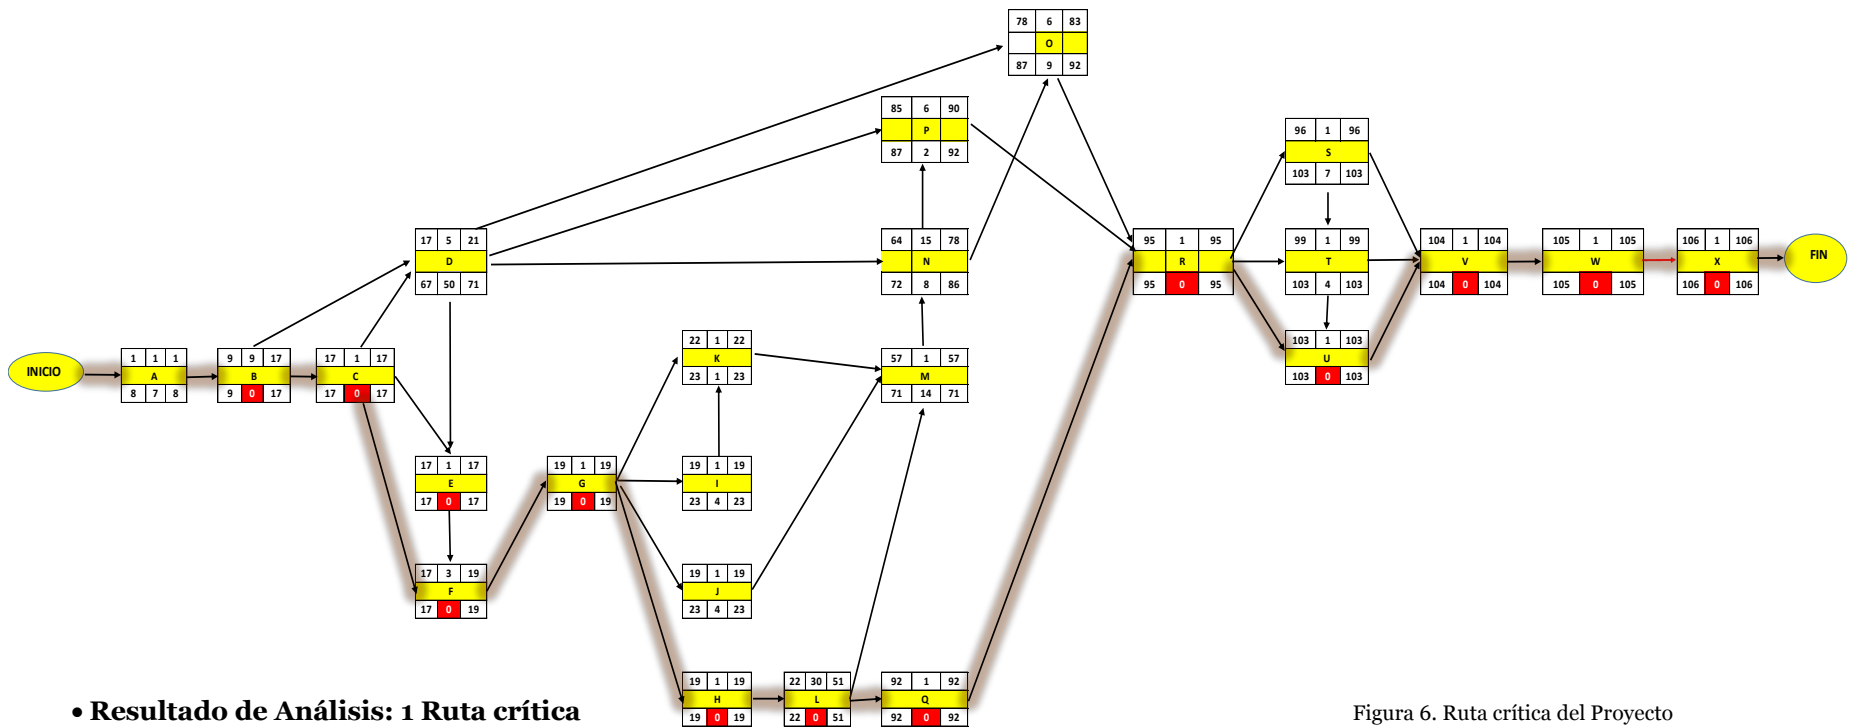 78 6 83
O
87 9 92
85 6 90
P
87 2 92
96 1 96
S
103 7 103
17 5 21
D
67 50 71
64 15 78
N
72 8 86
95 1 95
R
95 0 95
99 1 99
T
103 4 103
104 1 104
V
104 0 104
105 1 105
W
105 0 105
106 1 106
X
106 0 106
FIN
INICIO
1 1 1
A
8 7 8
9 9 17
B
9 0 17
17 1 17
C
17 0 17
22 1 22
K
23 1 23
57 1 57
M
71 14 71
103 1 103
U
103 0 103
17 1 17
E
17 0 17
19 1 19
G
19 0 19
19 1 19
I
23 4 23
17 3 19
F
17 0 19
19 1 19
J
23 4 23
19 1 19
H
19 0 19
22 30 51
L
22 0 51
92 1 92
Q
92 0 92
• Resultado de Análisis: 1 Ruta crítica
Figura 6. Ruta crítica del Proyecto